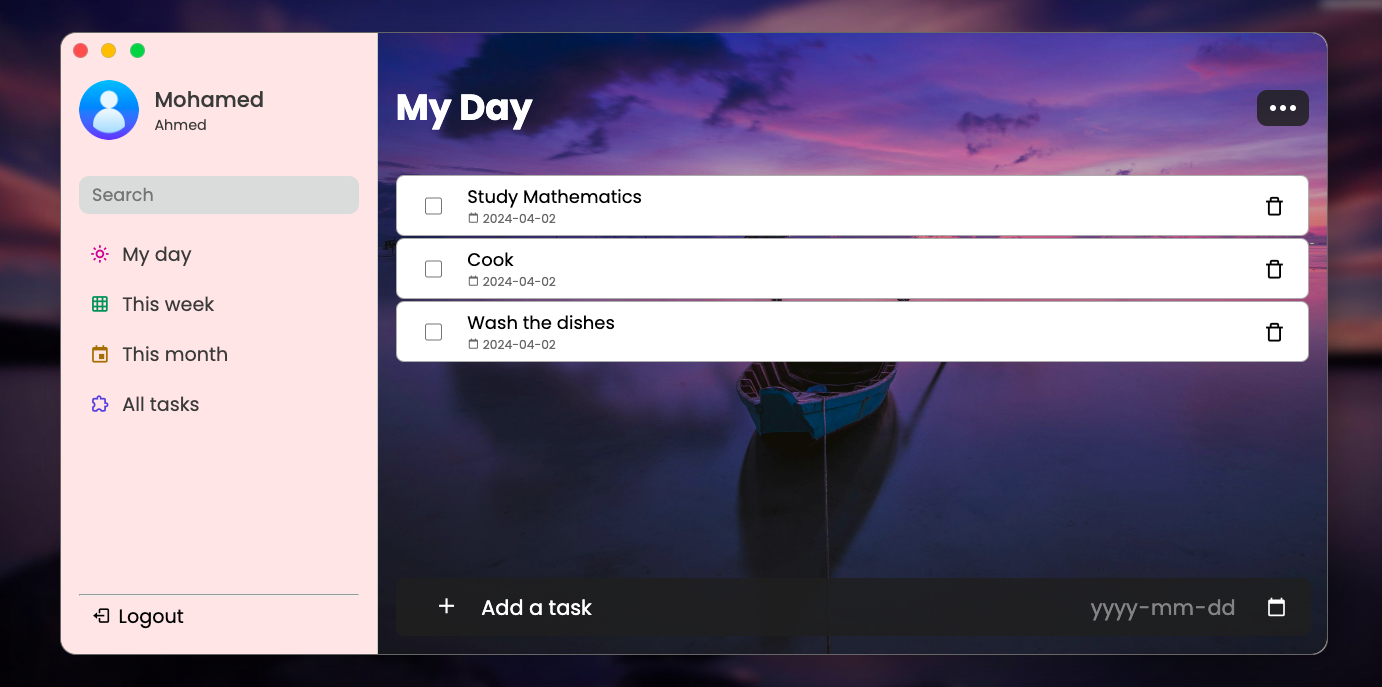 Mohamed
Ahmed
Search
My day
This week
This month
All tasks
Logout
My Day
Study Mathematics
2024-04-02
Cook
2024-04-02
Wash the dishes
2024-04-02
Add a task
yyyy-mm-dd